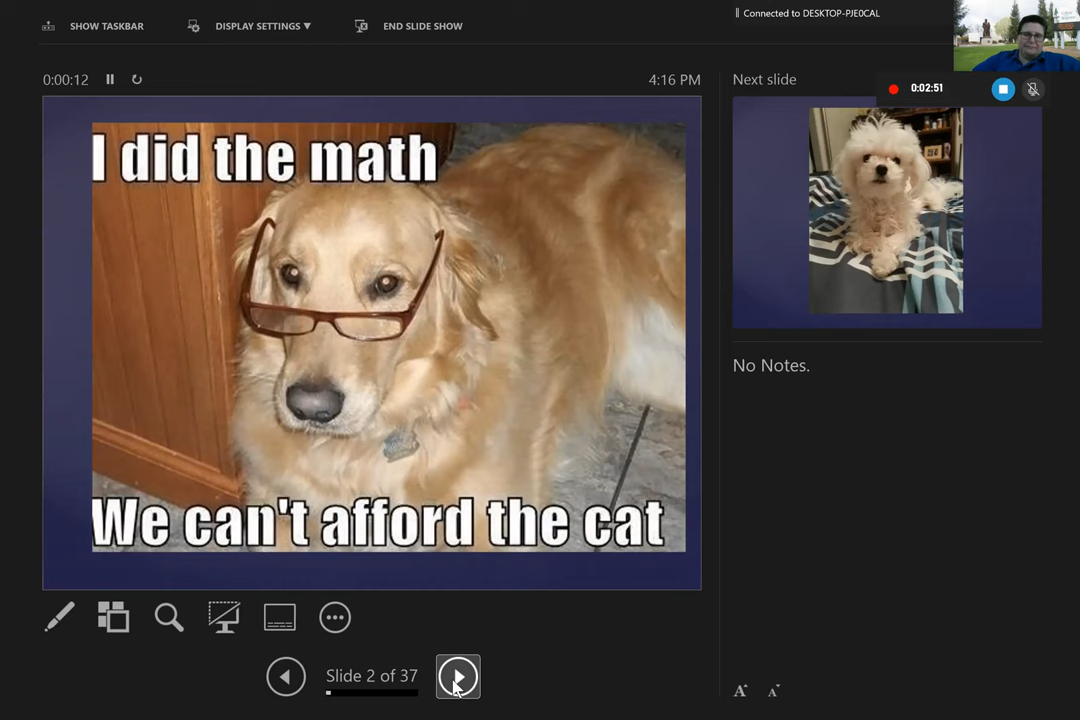 SHOW TASKBAR
DISPLAY SETTINGS ▼
END SLIDE SHOW
Connected to DESKTOP-PJE0CAL
0:00:12
4:16 PM
Next slide
0:02:51
I did the math
We can't afford the cat
No Notes.
Slide 2 of 37
A
A